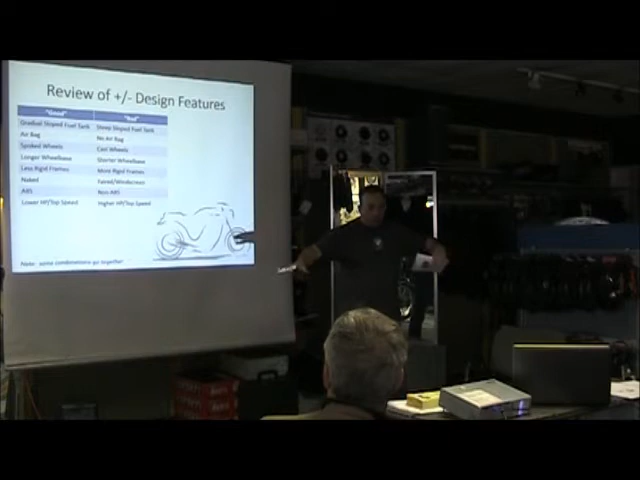 Review of +/- Design Features
"Good" "Bad"
Gradual Sloped Fuel Tank Steep Sloped Fuel Tank
Air Bag No Air Bag
Spoked Wheels Cast Wheels
Longer Wheelbase Shorter Wheelbase
Less Rigid Frames More Rigid Frames
Naked Faired/Windscreen
ABS Non-ABS
Lower HP/Top Speed Higher HP/Top Speed
Note: some combinations go together